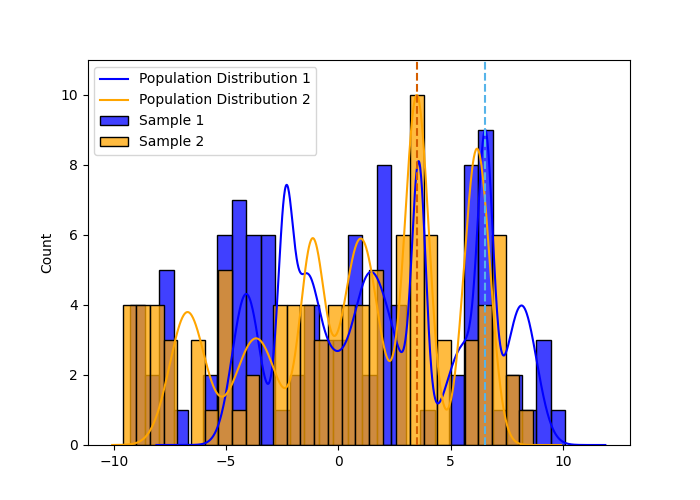 Population Distribution 1
Population Distribution 2
Sample 1
Sample 2
Count
10
8
6
4
2
0
−10
−5
0
5
10